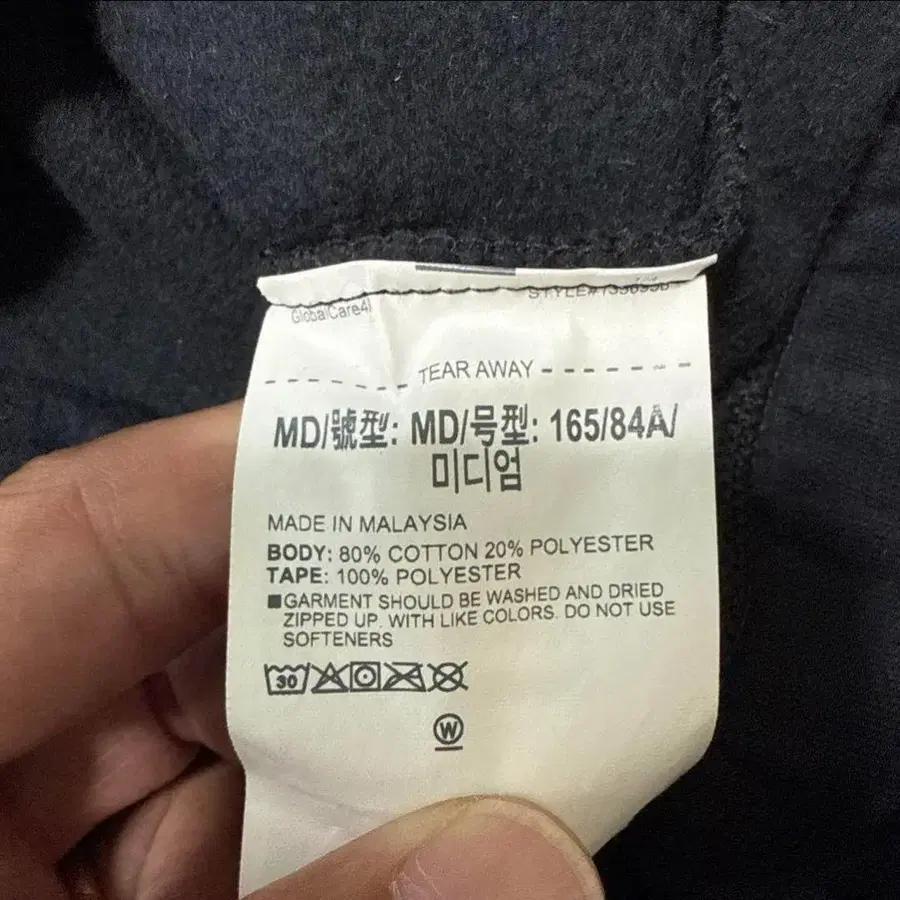 GlobalCare4
TEAR AWAY
MD/號型: MD/号型: 165/84A/
미디엄
MADE IN MALAYSIA
BODY: 80% COTTON 20% POLYESTER
TAPE: 100% POLYESTER
■GARMENT SHOULD BE WASHED AND DRIED
ZIPPED UP. WITH LIKE COLORS. DO NOT USE
SOFTENERS
30
W